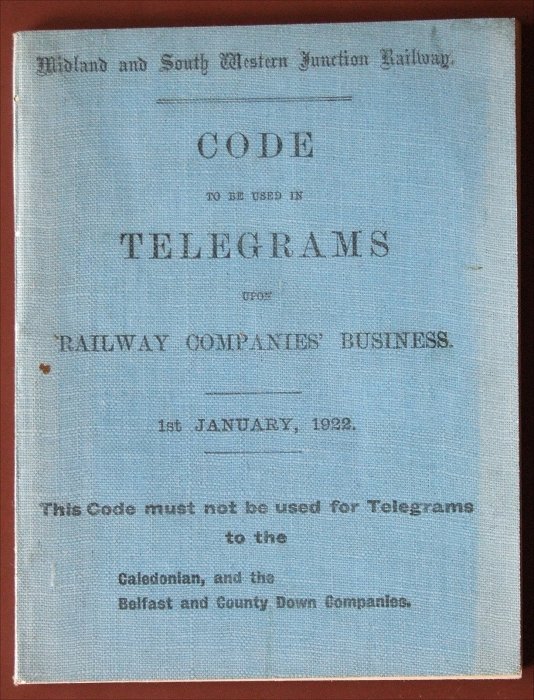 Midland and South Western Junction Railway.
CODE
TO BE USED IN
TELEGRAMS
UPON
RAILWAY COMPANIES' BUSINESS.
1st JANUARY, 1922.
This Code must not be used for Telegrams
to the
Caledonian, and the
Belfast and County Down Companies.